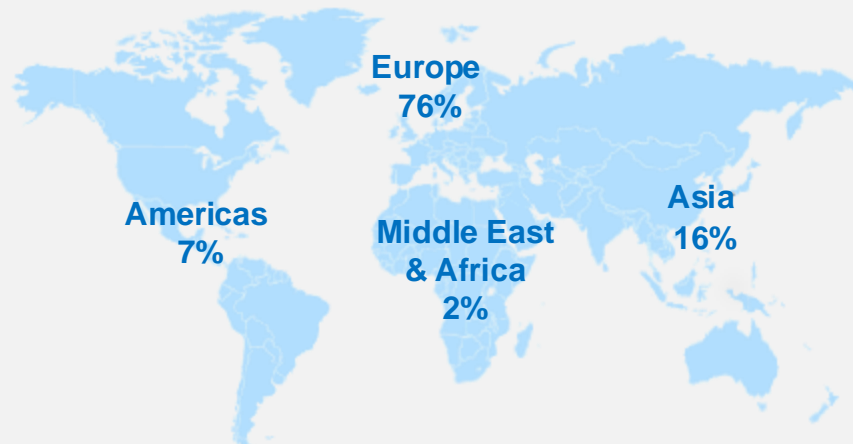 Europe
76%
Americas
7%
Middle East
& Africa
2%
Asia
16%